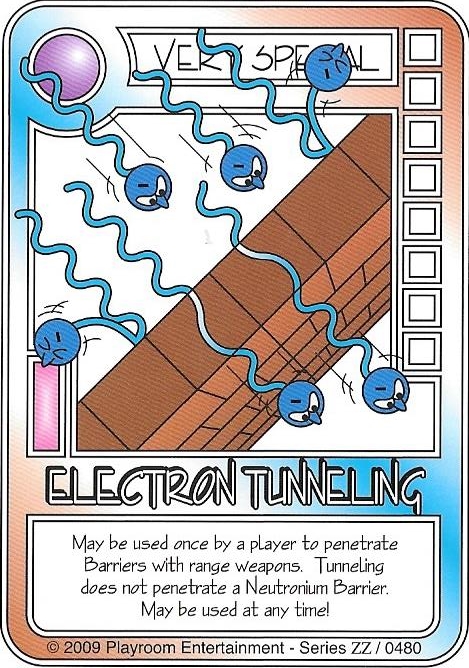 VERY SPECIAL
ELECTRON TUNNELING
May be used once by a player to penetrate
Barriers with range weapons. Tunneling
does not penetrate a Neutronium Barrier.
May be used at any time!
© 2009 Playroom Entertainment - Series ZZ / 0480